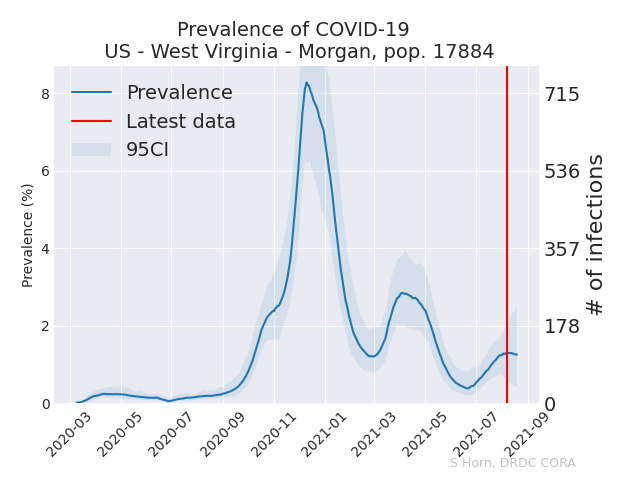 Prevalence of COVID-19
US - West Virginia - Morgan, pop. 17884
Prevalence
Latest data
95CI
Prevalence (%)
8
6
4
2
0
715
536
357
178
0
# of infections
2020-03
2020-05
2020-07
2020-09
2020-11
2021-01
2021-03
2021-05
2021-07
2021-09
S Horn, DRDC CORA